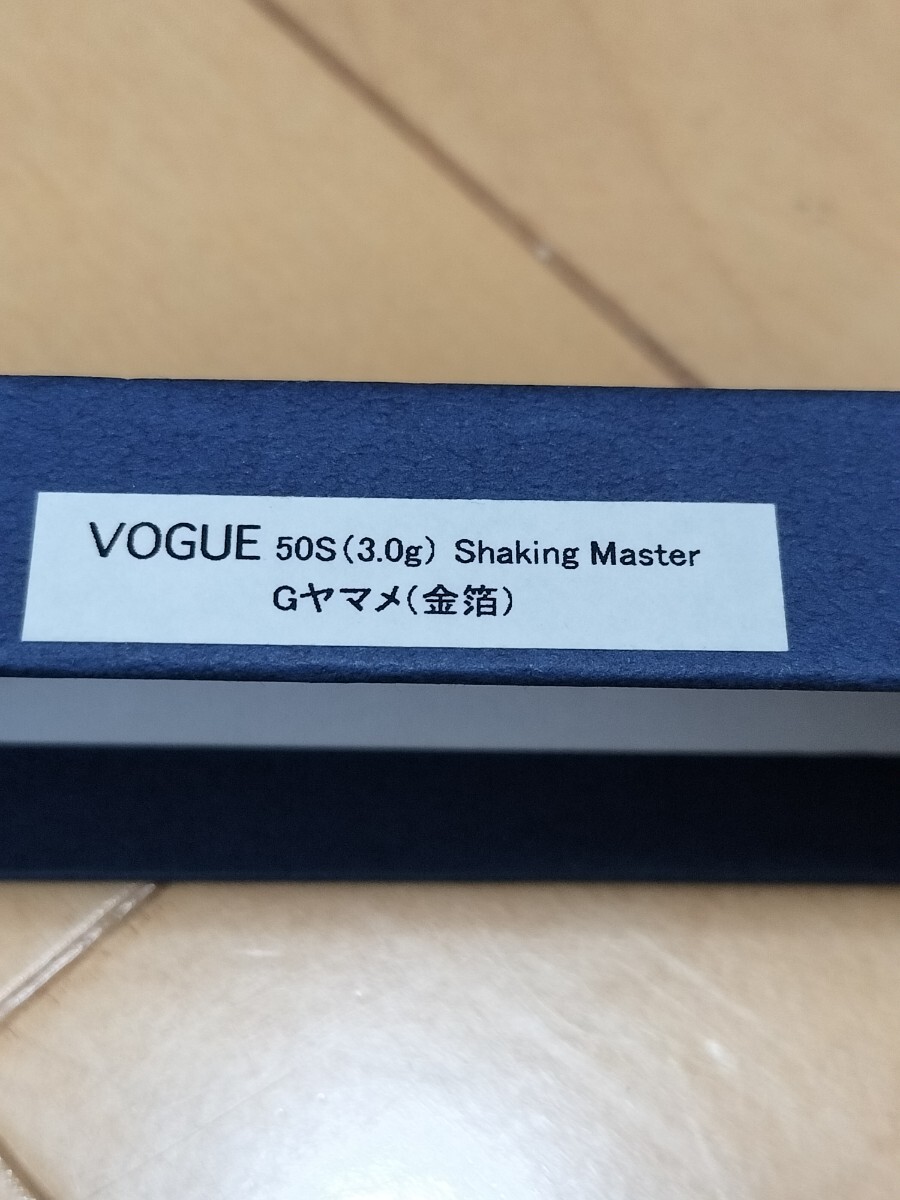 VOGUE 50S(3.0g) Shaking Master
Gヤマメ(金箔)